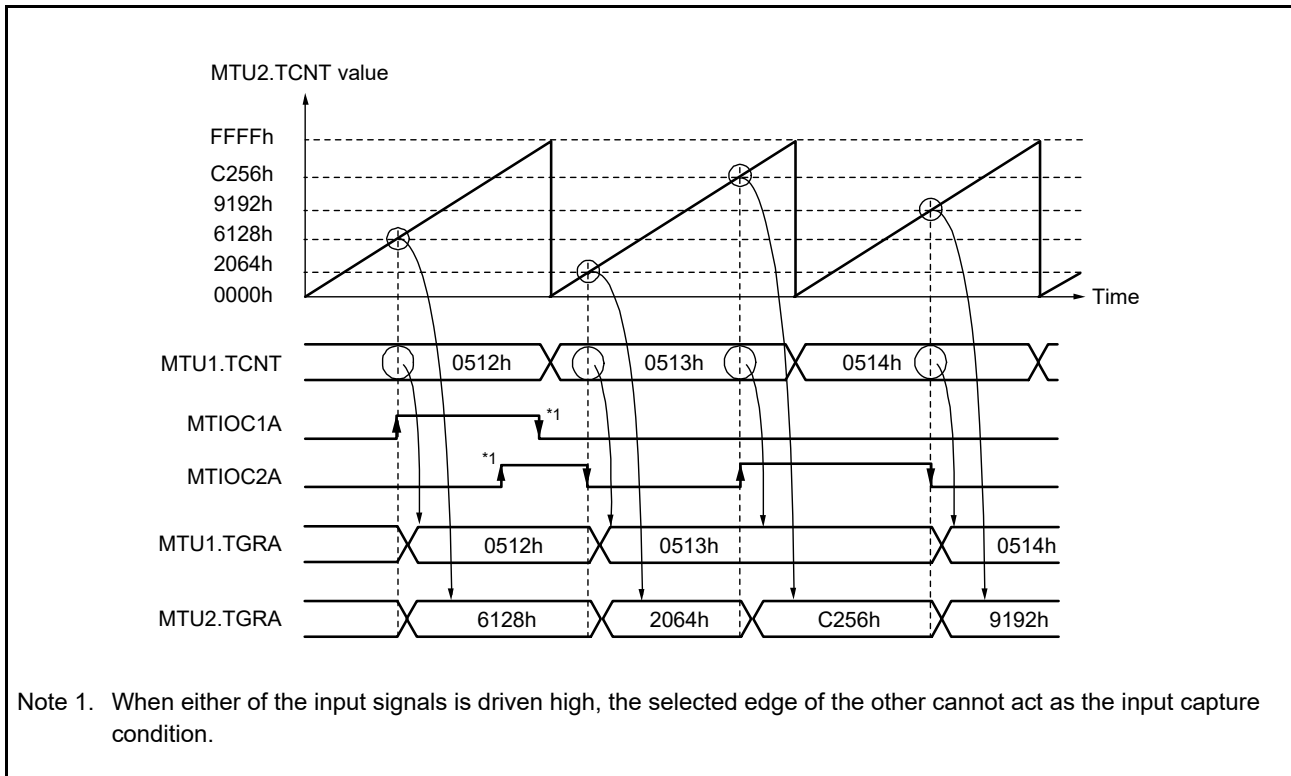 MTU2.TCNT value
FFFFh
C256h
9192h
6128h
2064h
0000h
Time
MTU1.TCNT 0512h 0513h 0514h
MTIOC1A *1
MTIOC2A *1
MTU1.TGRA 0512h 0513h 0514h
MTU2.TGRA 6128h 2064h C256h 9192h
Note 1. When either of the input signals is driven high, the selected edge of the other cannot act as the input capture
condition.